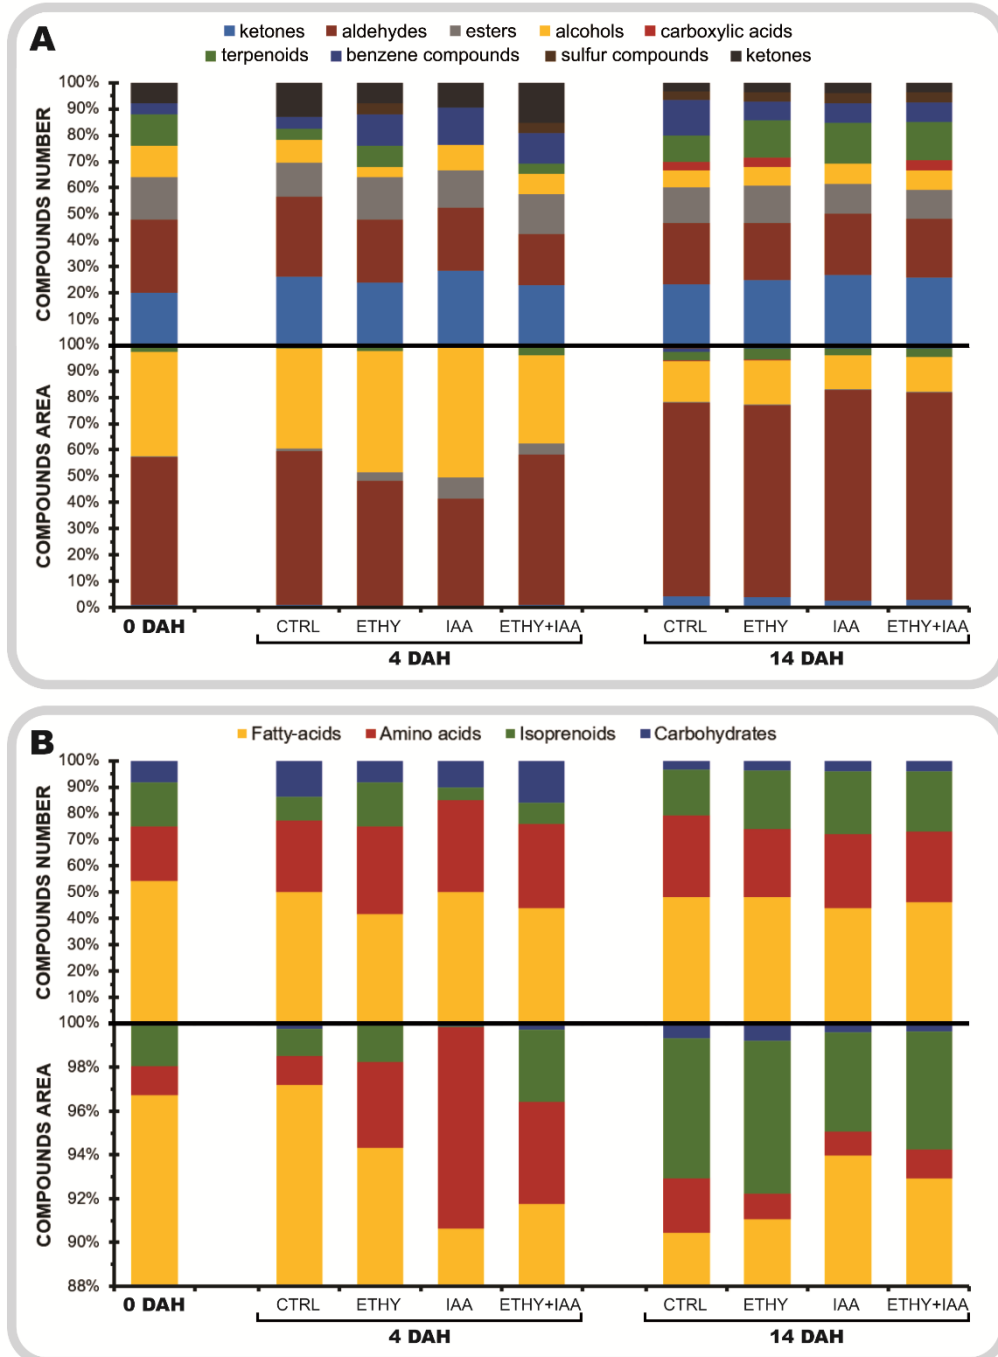 A
ketones aldehydes esters alcohols carboxylic acids
terpenoids benzene compounds sulfur compounds ketones
COMPOUNDS NUMBER
100%
90%
80%
70%
60%
50%
40%
30%
20%
10%
COMPOUNDS AREA
100%
90%
80%
70%
60%
50%
40%
30%
20%
10%
0%
0 DAH CTRL ETHY IAA ETHY+IAA CTRL ETHY IAA ETHY+IAA
4 DAH 14 DAH
B
Fatty-acids Amino acids Isoprenoids Carbohydrates
COMPOUNDS NUMBER
100%
90%
80%
70%
60%
50%
40%
30%
20%
10%
COMPOUNDS AREA
100%
98%
96%
94%
92%
90%
88%
0 DAH CTRL ETHY IAA ETHY+IAA CTRL ETHY IAA ETHY+IAA
4 DAH 14 DAH